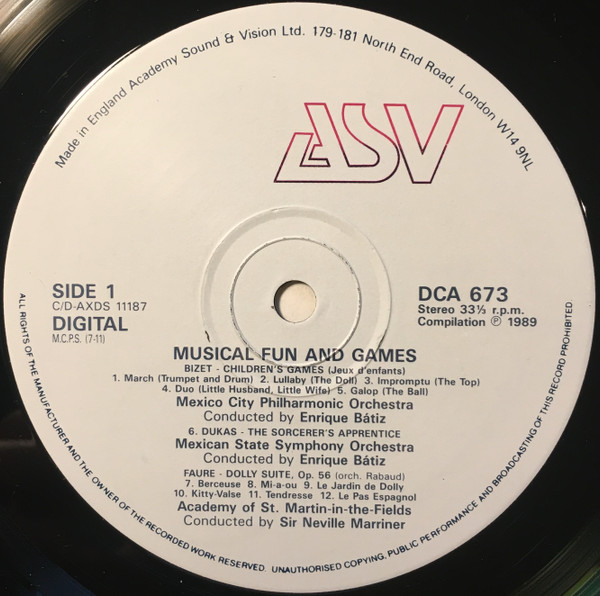 Made in England Academy Sound & Vision Ltd. 179-181 North End Road, London W14 9NL
ASV
SIDE 1
C/D-AXDS 11187
DIGITAL
M.C.P.S. (7-11)
DCA 673
Stereo 33⅓ r.p.m.
Compilation ℗ 1989
MUSICAL FUN AND GAMES
BIZET - CHILDREN'S GAMES (Jeux d'enfants)
1. March (Trumpet and Drum) 2. Lullaby (The Doll) 3. Impromptu (The Top)
4. Duo (Little Husband, Little Wife) 5. Galop (The Ball)
Mexico City Philharmonic Orchestra
Conducted by Enrique Bátiz
6. DUKAS - THE SORCERER'S APPRENTICE
Mexican State Symphony Orchestra
Conducted by Enrique Bátiz
FAURE - DOLLY SUITE, Op. 56 (orch. Rabaud)
7. Berceuse 8. Mi-a-ou 9. Le Jardin de Dolly
10. Kitty-Valse 11. Tendresse 12. Le Pas Espagnol
Academy of St. Martin-in-the-Fields
Conducted by Sir Neville Marriner
ALL RIGHTS OF THE MANUFACTURER AND THE OWNER OF THE RECORDED WORK RESERVED. UNAUTHORISED COPYING, PUBLIC PERFORMANCE AND BROADCASTING OF THIS RECORD PROHIBITED